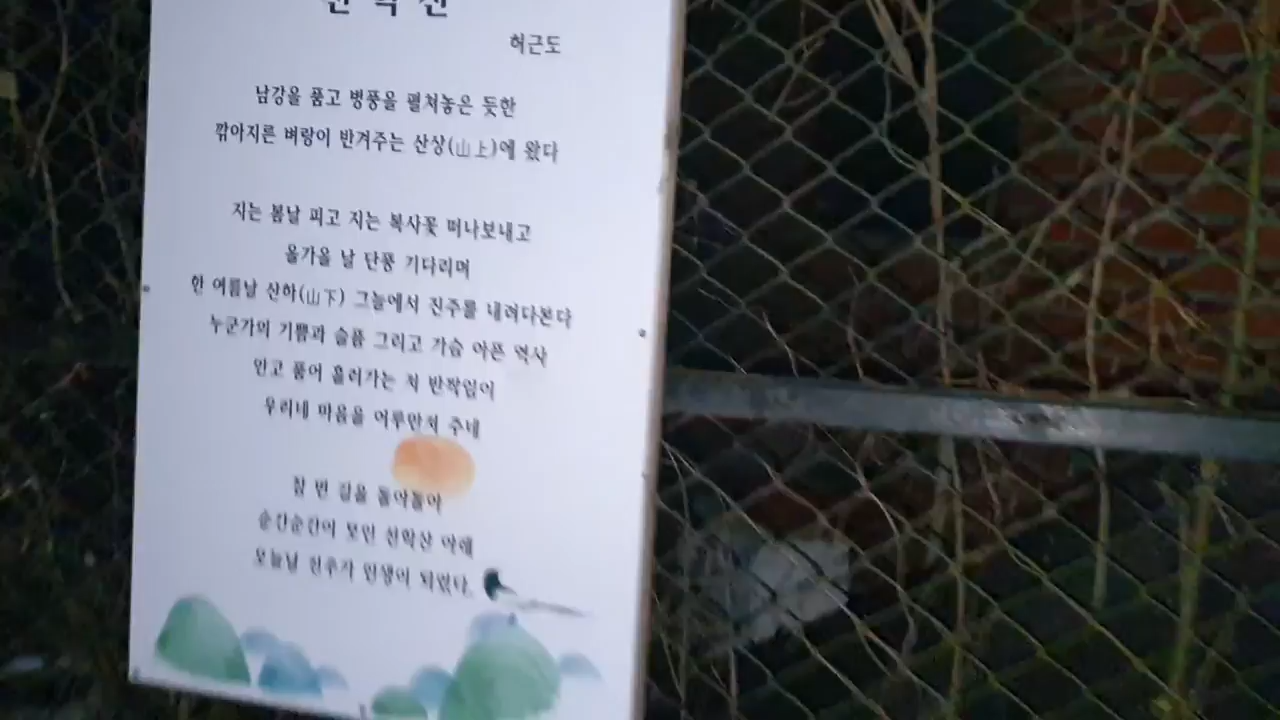 선학산
허근도
남강을 품고 병풍을 펼쳐놓은 듯한
깎아지른 벼랑이 반겨주는 산상(山上)에 왔다
지는 봄날 피고 지는 복사꽃 떠나보내고
올가을 날 단풍 기다리며
한 여름날 산하(山下) 그늘에서 진주를 내려다본다
누군가의 기쁨과 슬픔 그리고 가슴 아픈 역사
안고 품어 흘러가는 저 반짝임이
우리네 마음을 어루만져 주네
참 먼 길을 돌아돌아
순간순간이 모인 선학산 아래
오늘날 진주가 인생이 되었다.